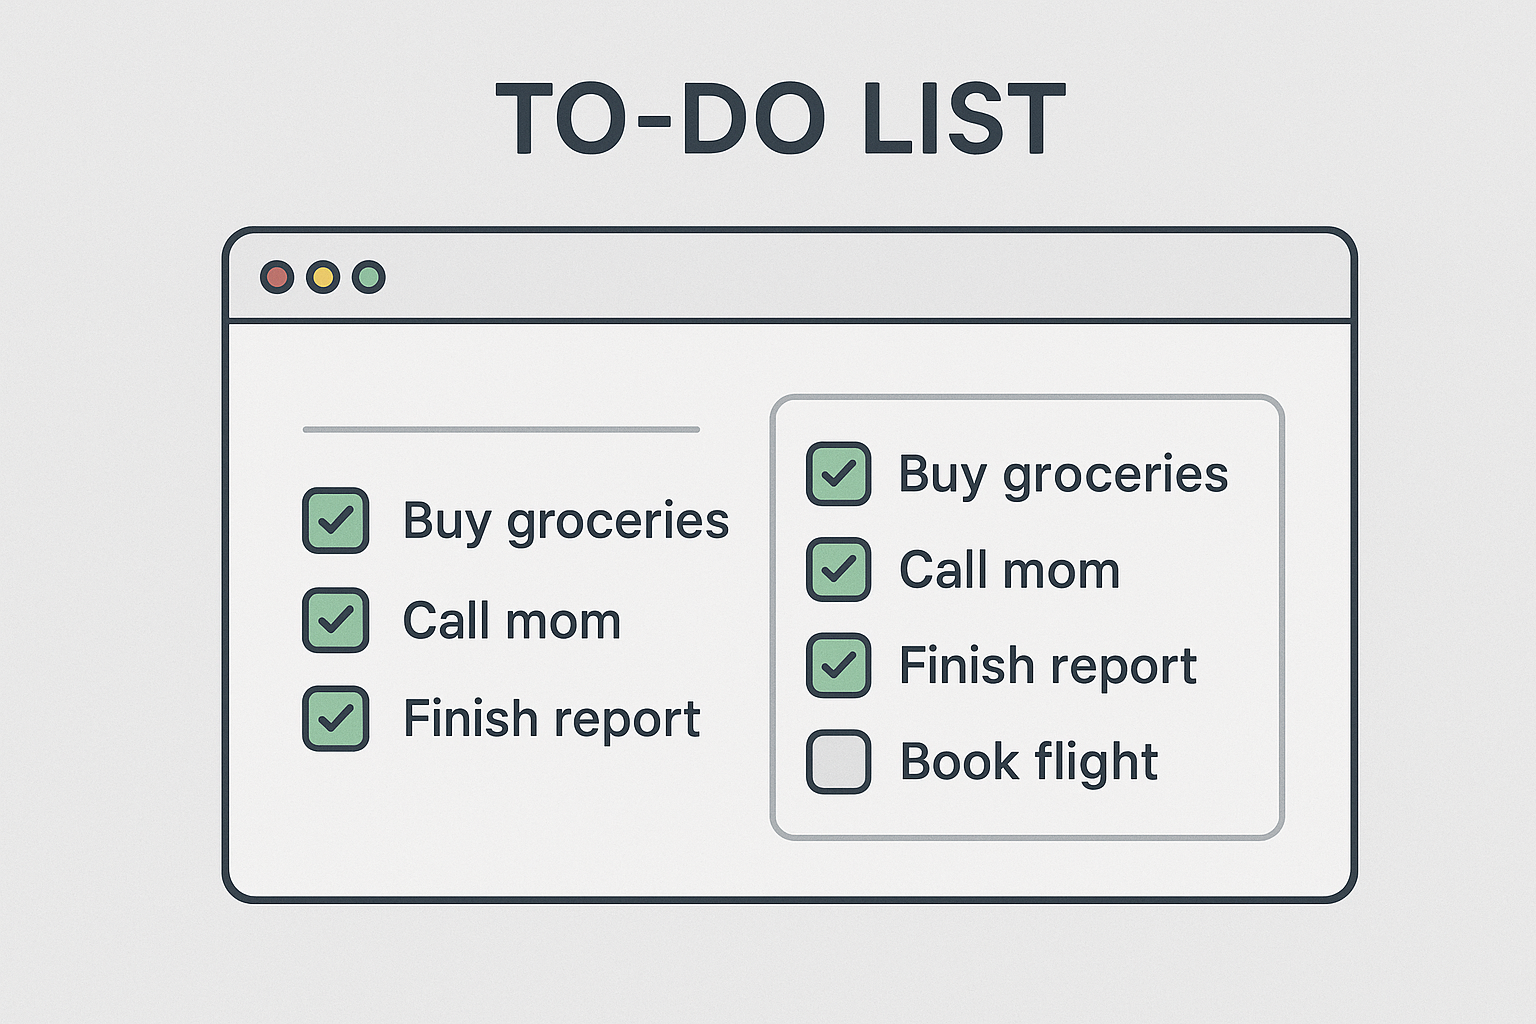 TO-DO LIST
Buy groceries
Call mom
Finish report
Buy groceries
Call mom
Finish report
Book flight